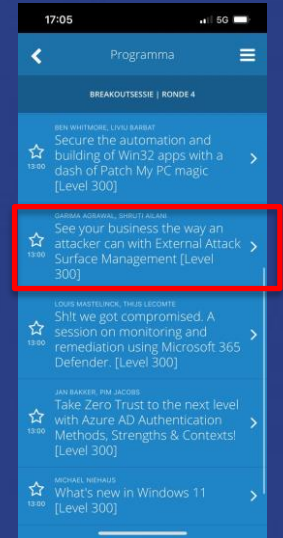 17:05
5G
Programma
BREAKOUTSESSIE | RONDE 4
BEN WHITMORE, LIVIU BARBAT
Secure the automation and
building of Win32 apps with a
dash of Patch My PC magic
[Level 300]
13:00
GARIMA AGRAWAL, SHRUTI AILANI
See your business the way an
attacker can with External Attack
Surface Management [Level
300]
13:00
LOUIS MASTELINCK, THIJS LECOMTE
Sh!t we got compromised. A
session on monitoring and
remediation using Microsoft 365
Defender. [Level 300]
13:00
JAN BAKKER, PIM JACOBS
Take Zero Trust to the next level
with Azure AD Authentication
Methods, Strengths & Contexts!
[Level 300]
13:00
MICHAEL NIEHAUS
What's new in Windows 11
[Level 300]
13:00